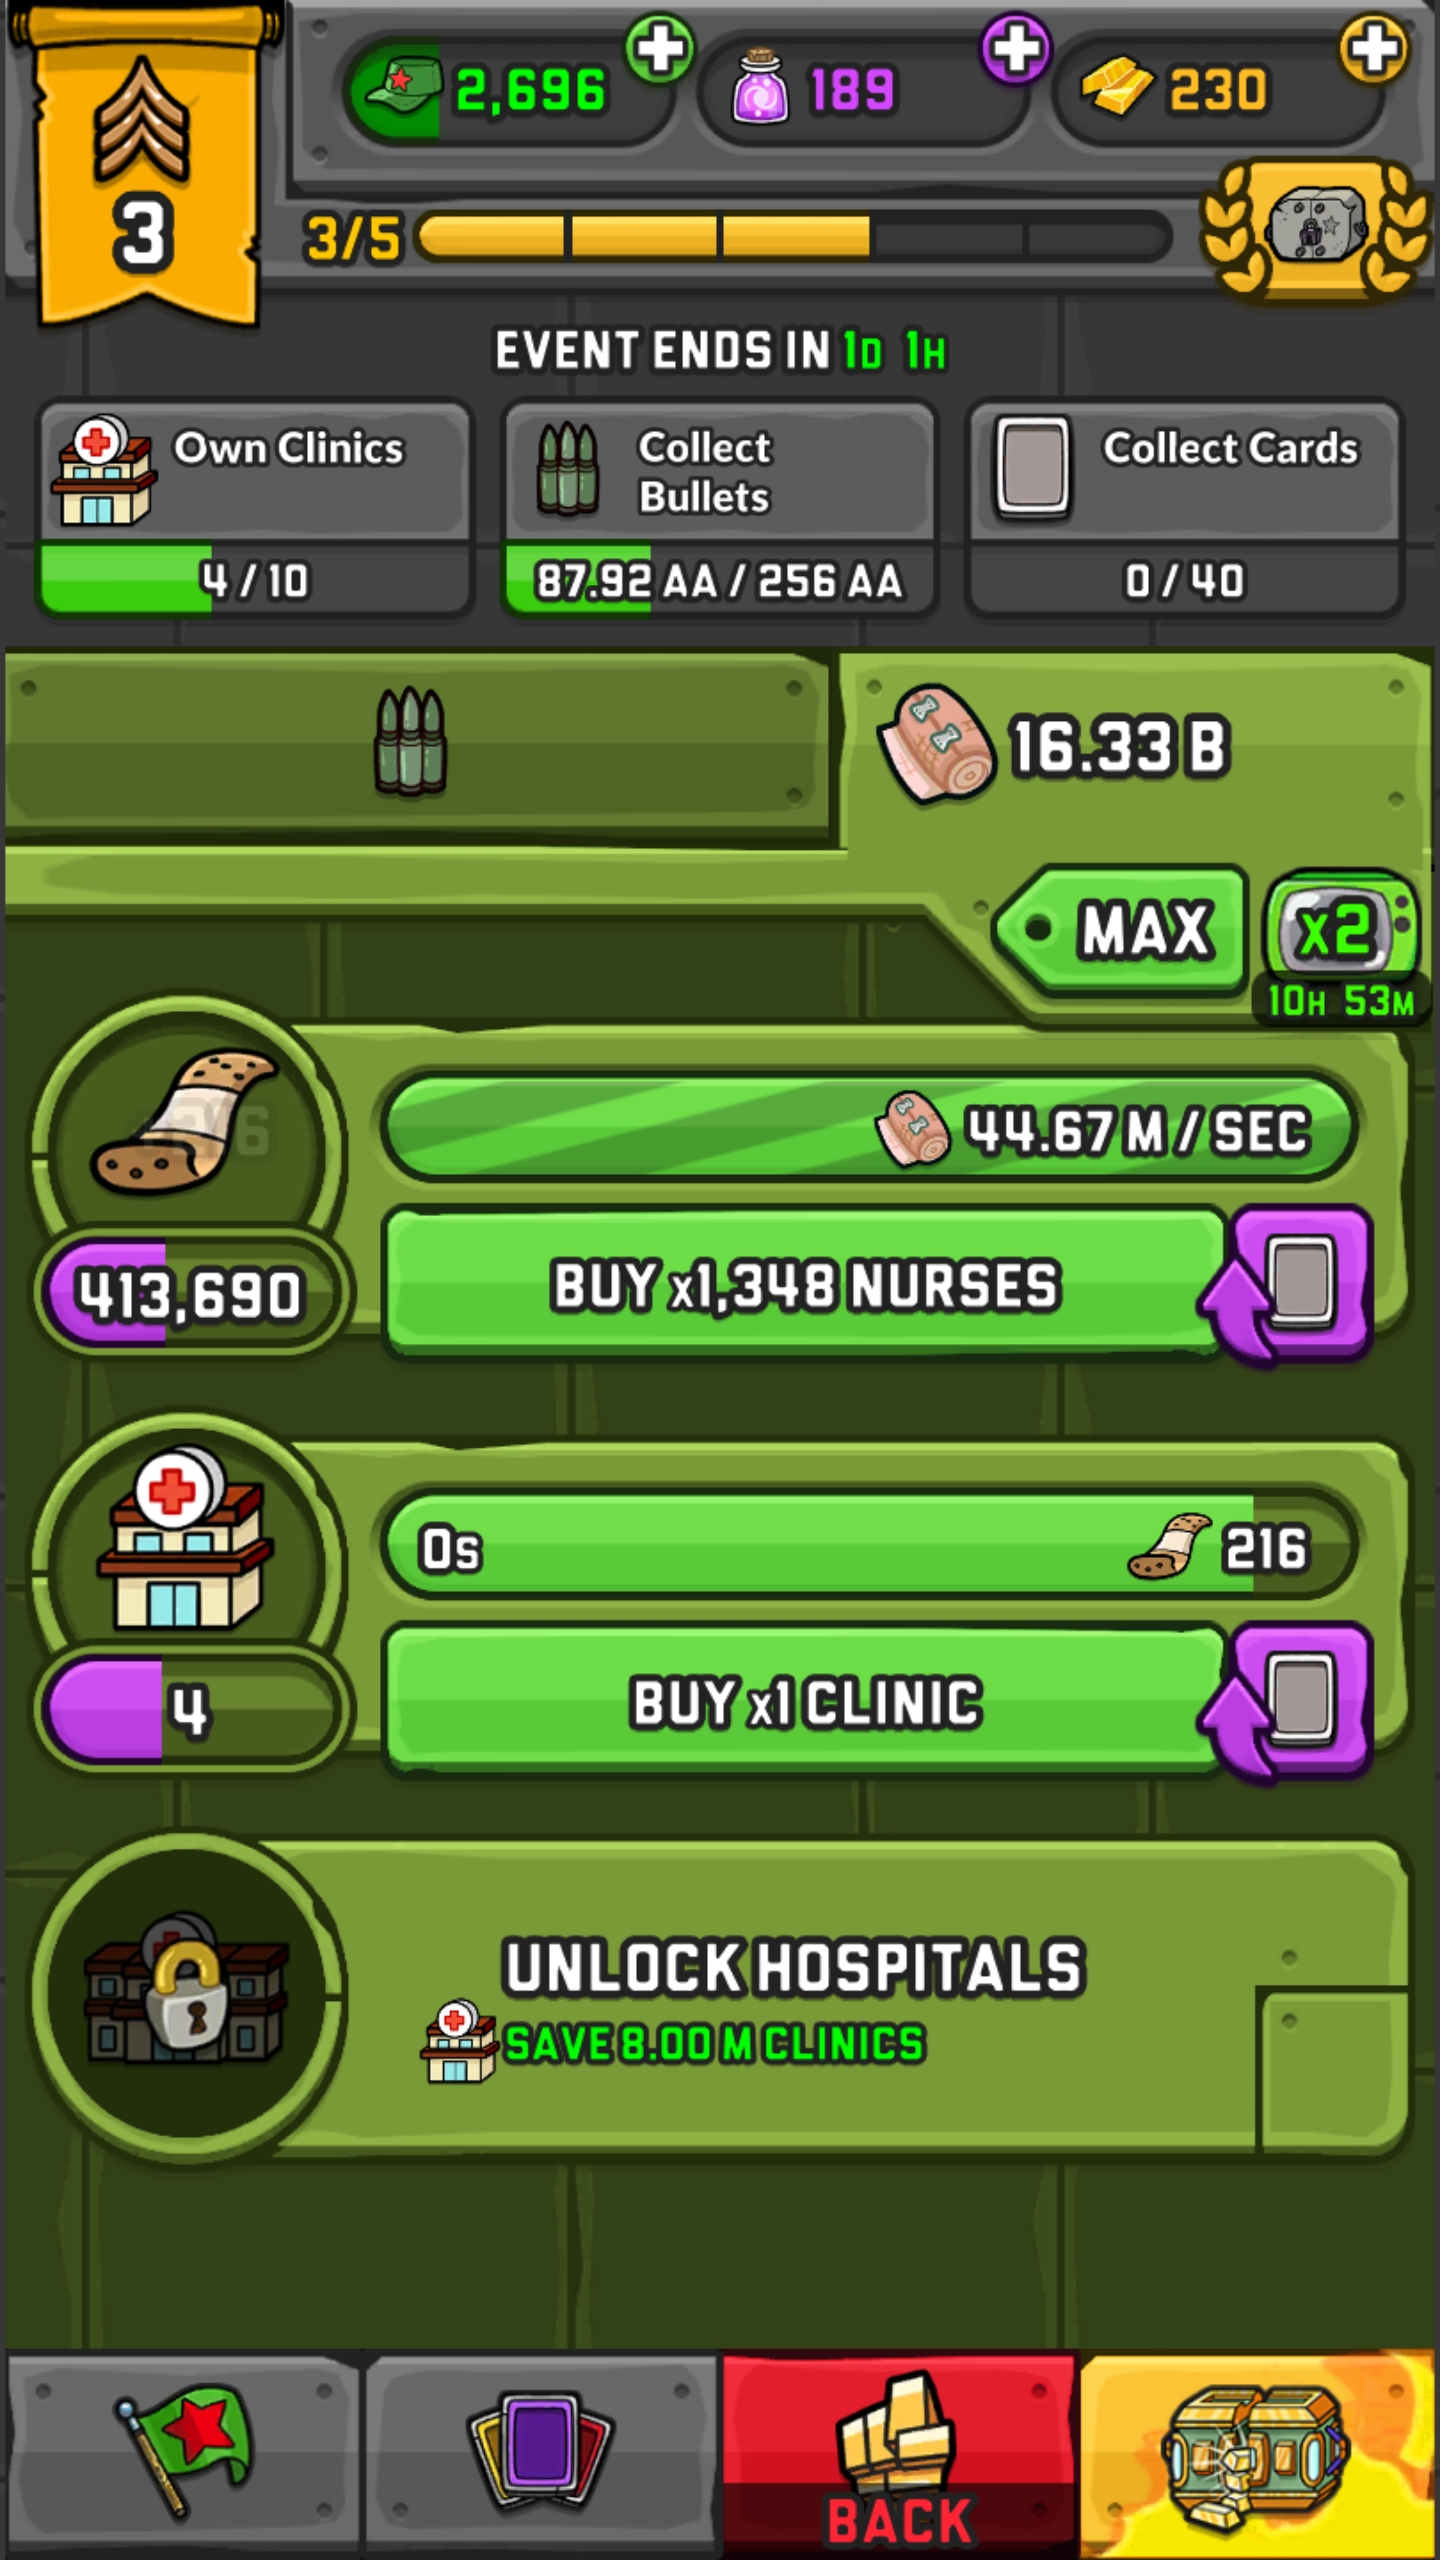 3
2,696
189
230
3/5
EVENT ENDS IN 1D 1H
Own Clinics
4 / 10
Collect
Bullets
87.92 AA / 256 AA
Collect Cards
0 / 40
16.33 B
MAX
x2
10H 53M
44.67 M / SEC
413,690
BUY x1,348 NURSES
0s
216
4
BUY x1 CLINIC
UNLOCK HOSPITALS
SAVE 8.00 M CLINICS
BACK